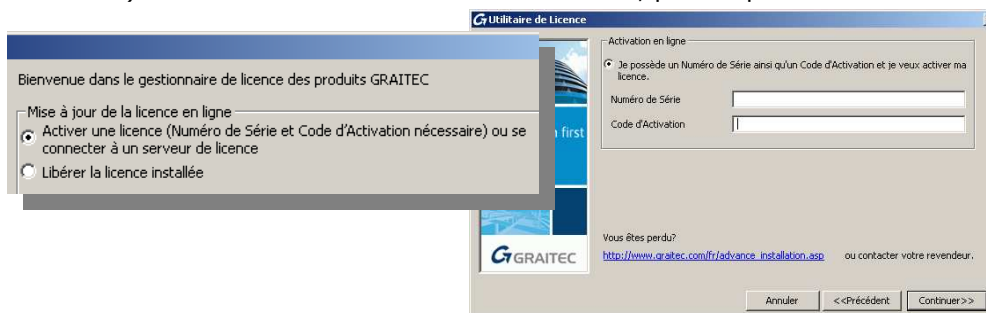 Bienvenue dans le gestionnaire de licence des produits GRAITEC
Mise à jour de la licence en ligne
Activer une licence (Numéro de Série et Code d'Activation nécessaire) ou se
connecter à un serveur de licence
Libérer la licence installée
Utilitaire de Licence
Activation en ligne
Je possède un Numéro de Série ainsi qu'un Code d'Activation et je veux activer ma
licence.
Numéro de Série
Code d'Activation
first
Vous êtes perdu?
http://www.graitec.com/fr/advance_installation.asp ou contacter votre revendeur.
GRAITEC
Annuler <<Précédent Continuer>>